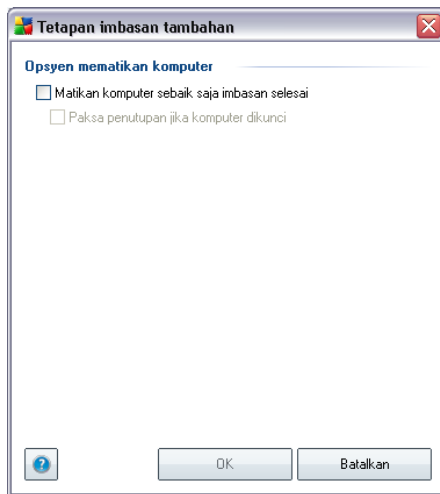 Tetapan imbasan tambahan
Opsyen mematikan komputer
Matikan komputer sebaik saja imbasan selesai
Paksa penutupan jika komputer dikunci
?
OK
Batalkan